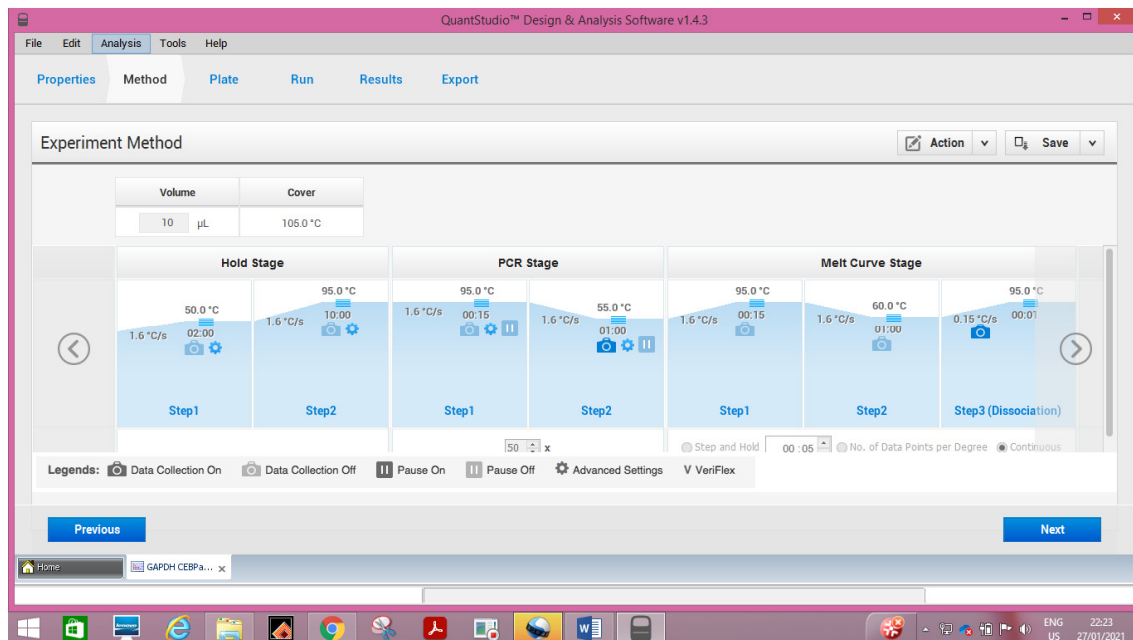 QuantStudio™ Design & Analysis Software v1.4.3
File Edit Analysis Tools Help
Properties Method Plate Run Results Export
Experiment Method
Action
Save
Volume Cover
10 µL 105.0 °C
Hold Stage
50.0 °C
1.6 °C/s
02:00
Step1
95.0 °C
1.6 °C/s
10:00
Step2
PCR Stage
95.0 °C
1.6 °C/s
00:15
Step1
55.0 °C
1.6 °C/s
01:00
Step2
50 x
Melt Curve Stage
95.0 °C
1.6 °C/s
00:15
Step1
60.0 °C
1.6 °C/s
01:00
Step2
95.0 °C
0.15 °C/s
00:01
Step3 (Dissociation)
Step and Hold 00 : 05 No. of Data Points per Degree Continuous
Legends: Data Collection On Data Collection Off Pause On Pause Off Advanced Settings V VeriFlex
Previous
Next
Home
GAPDH CEBPa... x
ENG
US
22:23
27/01/2021